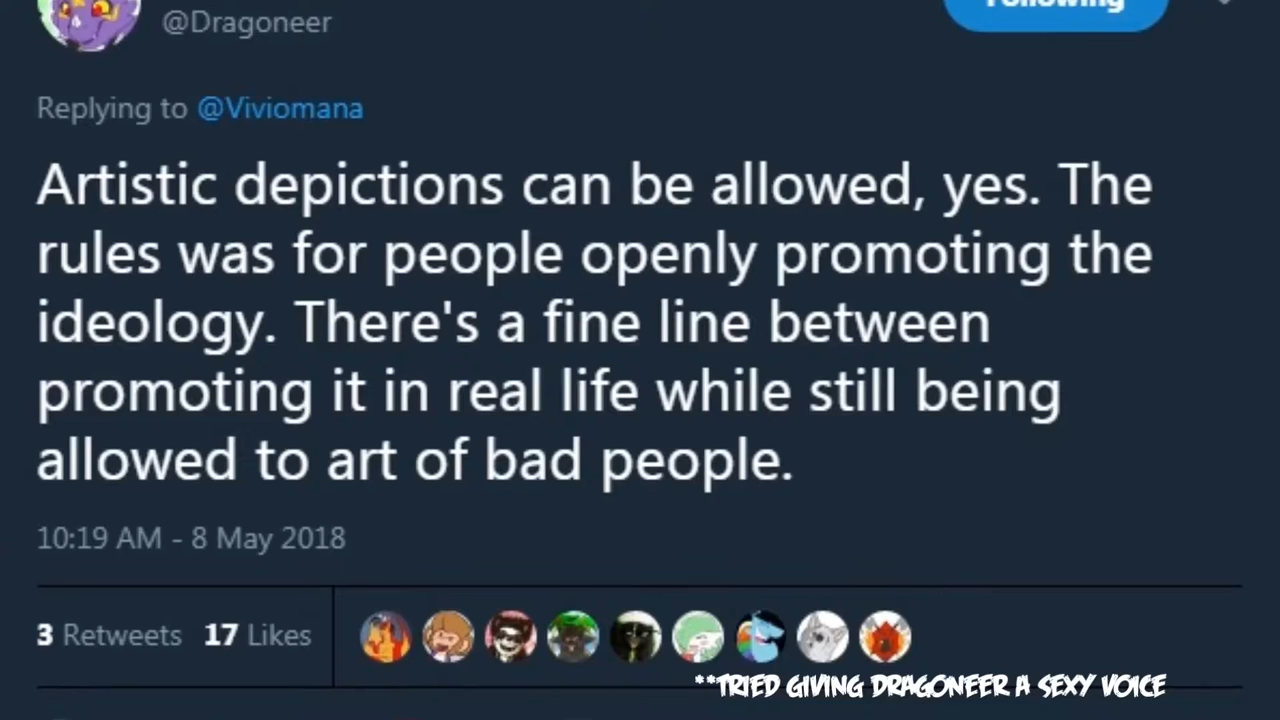 @Dragoneer
Following
Replying to @Viviomana
Artistic depictions can be allowed, yes. The
rules was for people openly promoting the
ideology. There's a fine line between
promoting it in real life while still being
allowed to art of bad people.
10:19 AM - 8 May 2018
3 Retweets 17 Likes
**TRIED GIVING DRAGONEER A SEXY VOICE